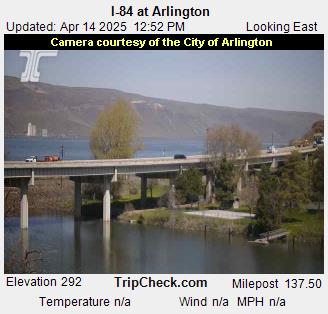 I-84 at Arlington
Updated: Apr 14 2025 12:52 PM Looking East
Camera courtesy of the City of Arlington
Elevation 292 TripCheck.com Milepost 137.50
Temperature n/a Wind n/a MPH n/a